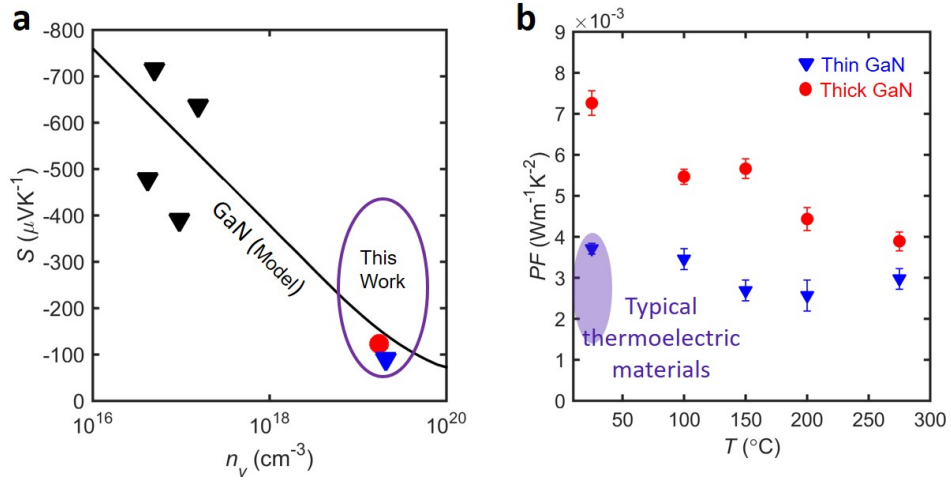 a
-800
-700
-600
-500
-400
-300
-200
-100
0
S (μVK⁻¹)
GaN (Model)
This
Work
10¹⁶
10¹⁸
10²⁰
n_v (cm⁻³)
b
×10⁻³
9
8
7
6
5
4
3
2
1
0
PF (Wm⁻¹K⁻²)
Thin GaN
Thick GaN
Typical
thermoelectric
materials
50
100
150
200
250
300
T (°C)